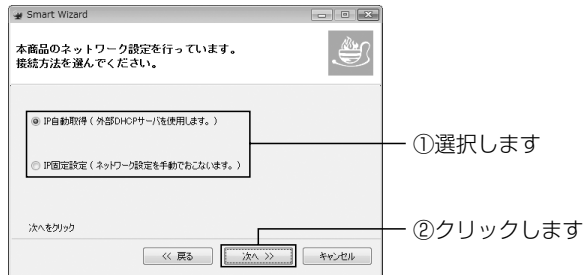 Smart Wizard
本商品のネットワーク設定を行っています。
接続方法を選んでください。
IP自動取得（外部DHCPサーバを使用します。）
IP固定設定（ネットワーク設定を手動でおこないます。）
①選択します
次へをクリック
②クリックします
<< 戻る
次へ >>
キャンセル